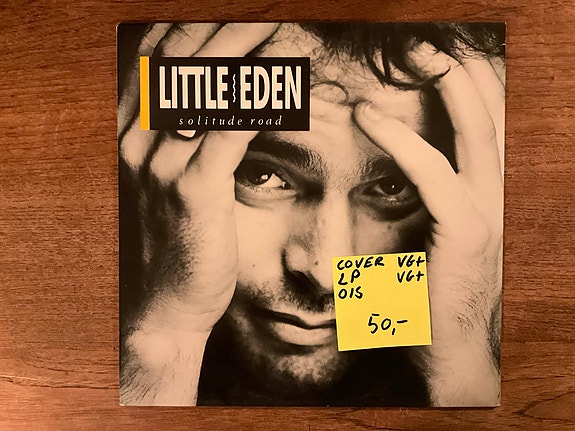 LITTLE EDEN
solitude road
COVER VG+
LP VG+
OIS
50,-